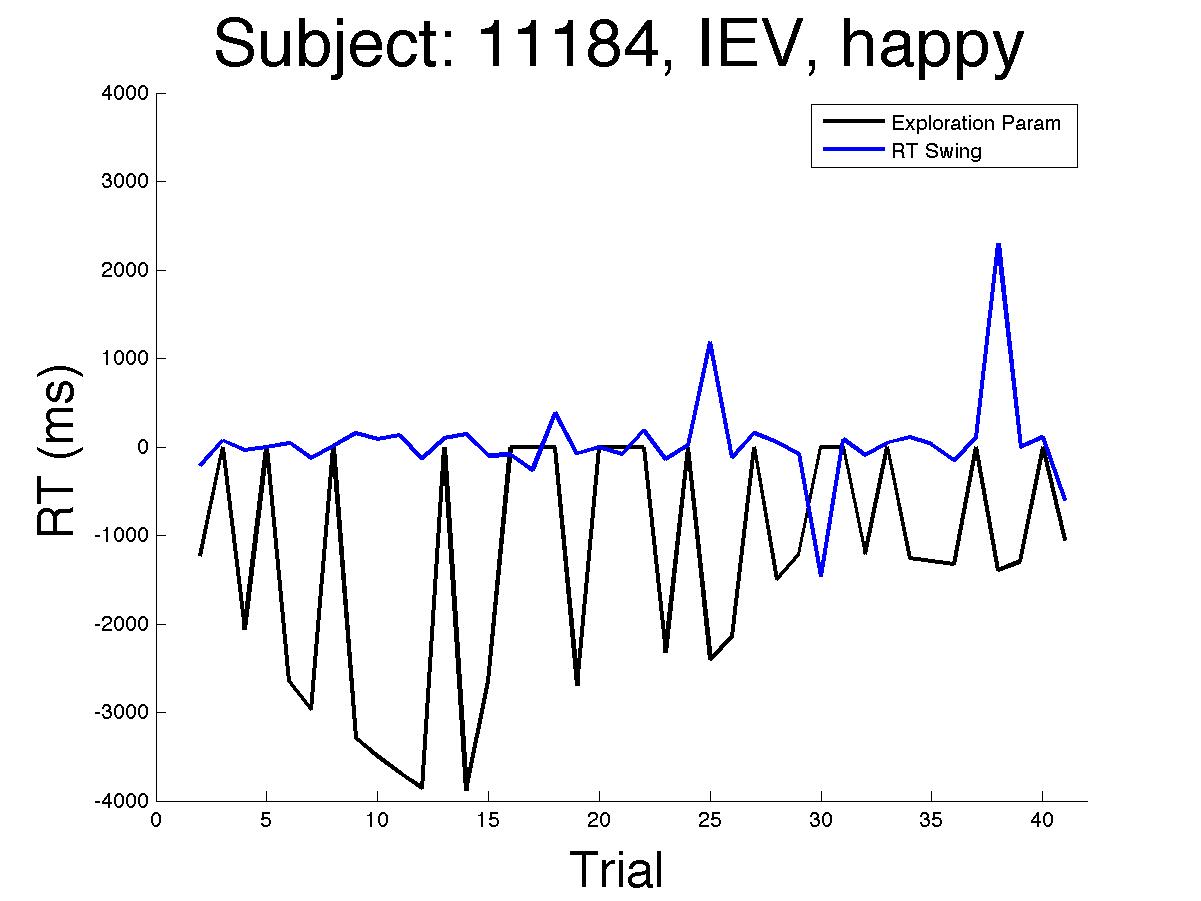 Subject: 11184, IEV, happy
Exploration Param
RT Swing
4000
3000
2000
1000
0
-1000
-2000
-3000
-4000
RT (ms)
0 5 10 15 20 25 30 35 40
Trial